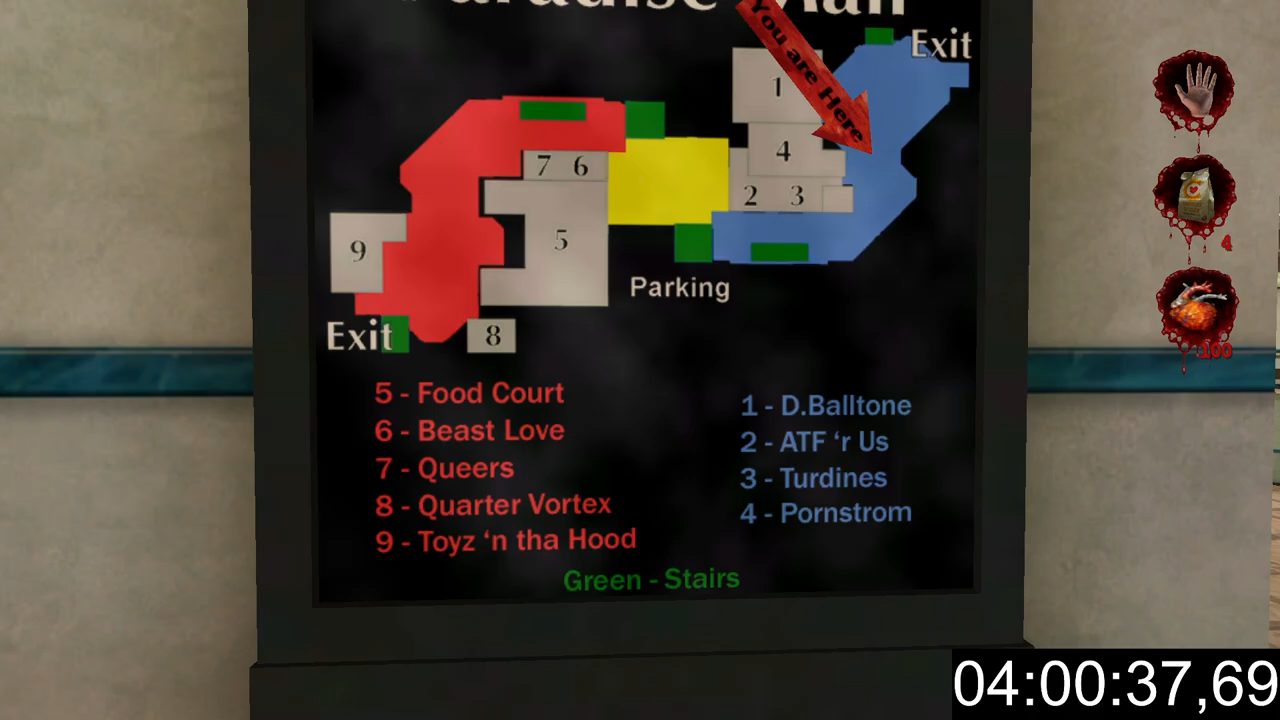 Paradise Mall
You are Here
Exit
1
4
7 6
2 3
9
5
Parking
Exit
8
5 - Food Court
6 - Beast Love
7 - Queers
8 - Quarter Vortex
9 - Toyz ‘n tha Hood
1 - D.Balltone
2 - ATF ‘r Us
3 - Turdines
4 - Pornstrom
Green - Stairs
4
100
04:00:37,69